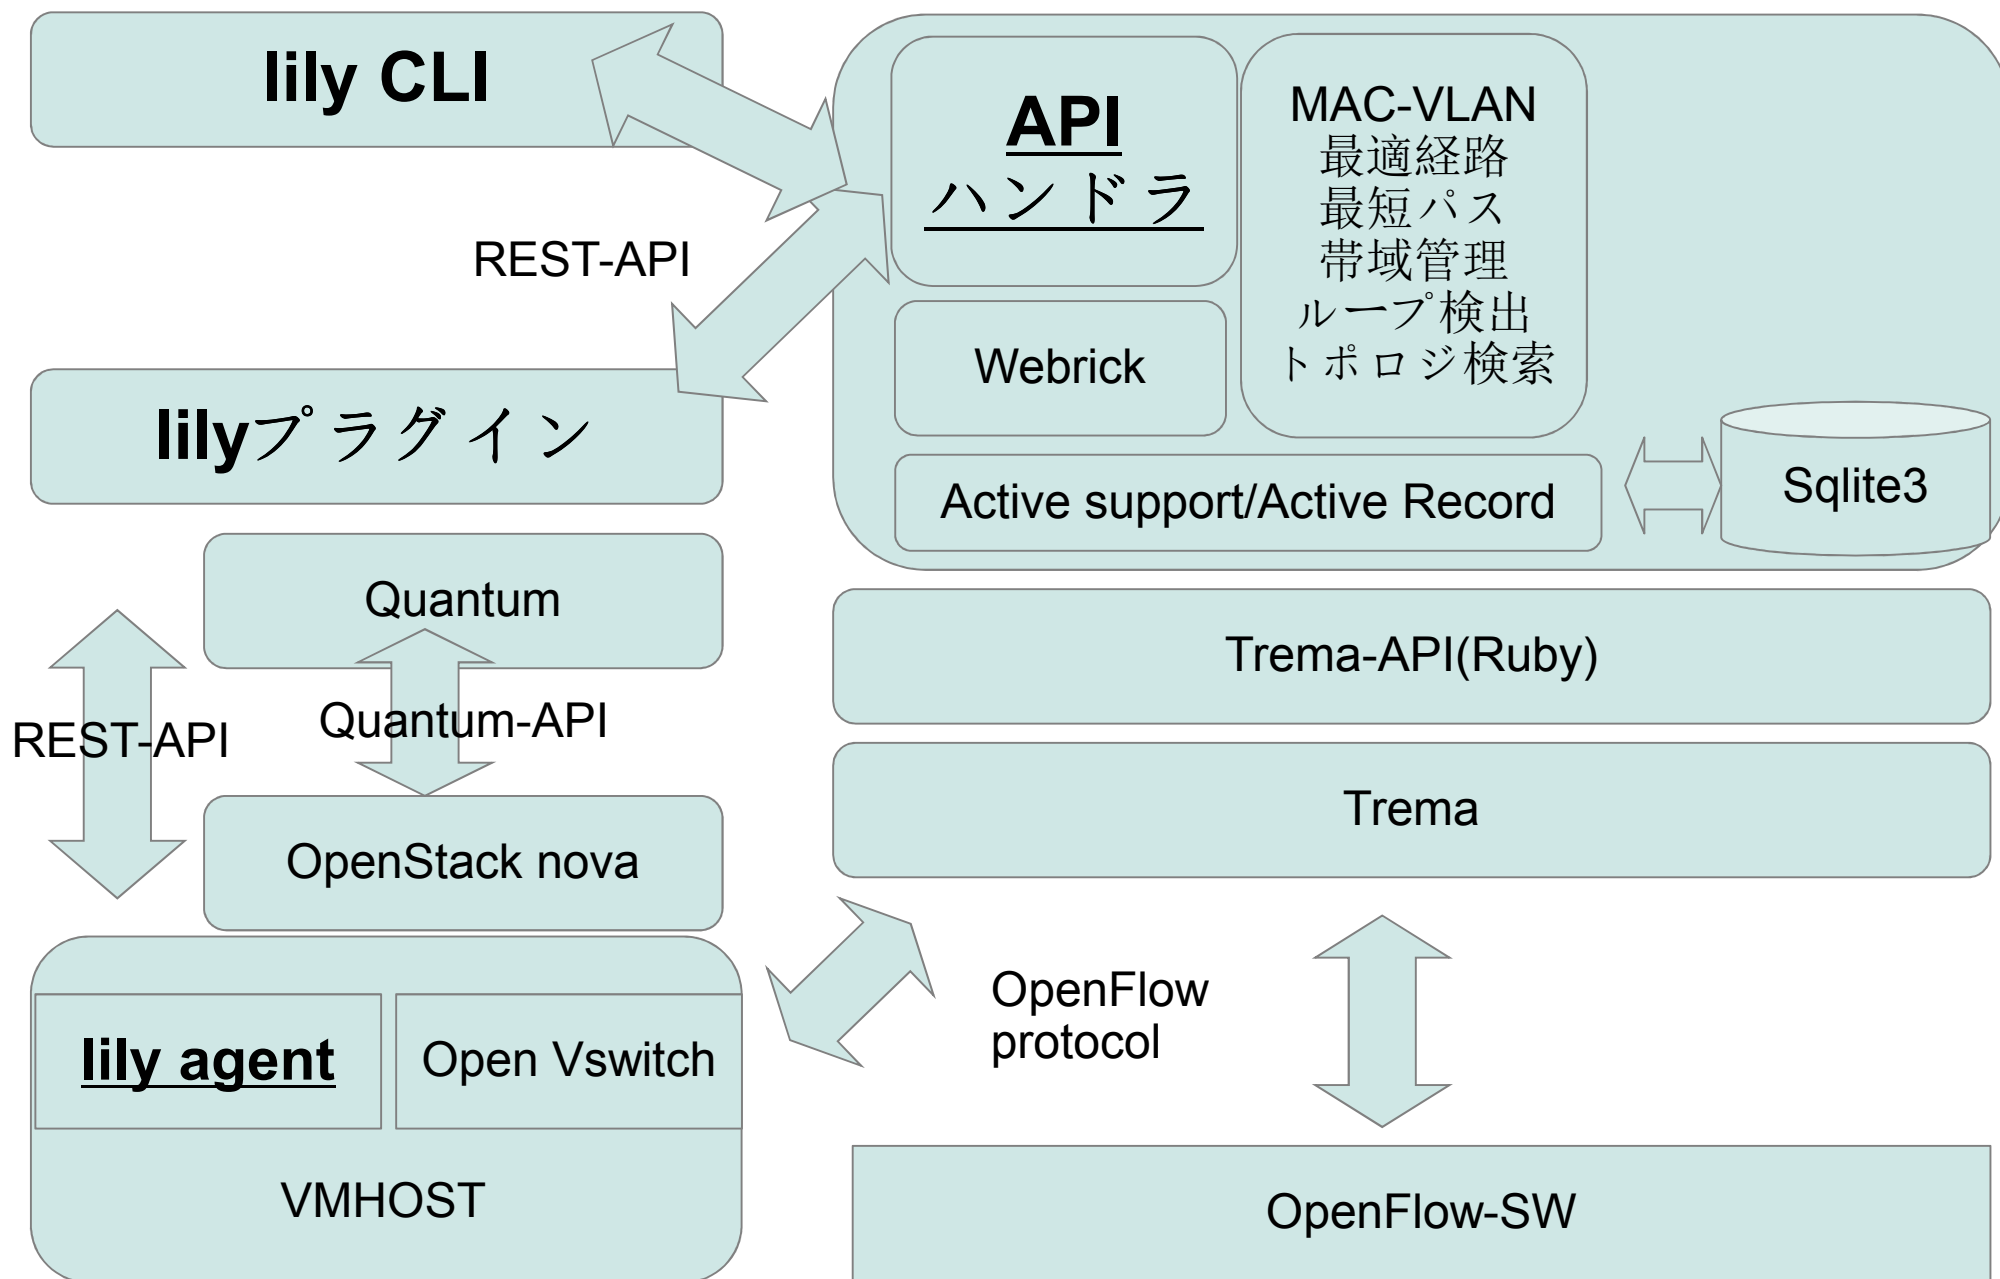 lily CLI
API
ハンドラ
MAC-VLAN
最適経路
最短パス
帯域管理
ループ検出
トポロジ検索
REST-API
Webrick
lilyプラグイン
Active support/Active Record
Sqlite3
Quantum
Trema-API(Ruby)
Quantum-API
REST-API
Trema
OpenStack nova
OpenFlow
protocol
lily agent
Open Vswitch
VMHOST
OpenFlow-SW